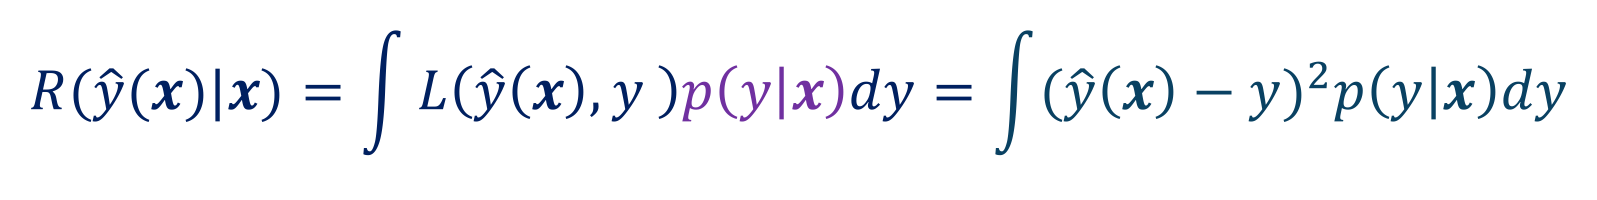 R(ŷ(𝒙)|𝒙) = ∫ L(ŷ(𝒙), y )p(y|𝒙)dy = ∫ (ŷ(𝒙) − y)²p(y|𝒙)dy